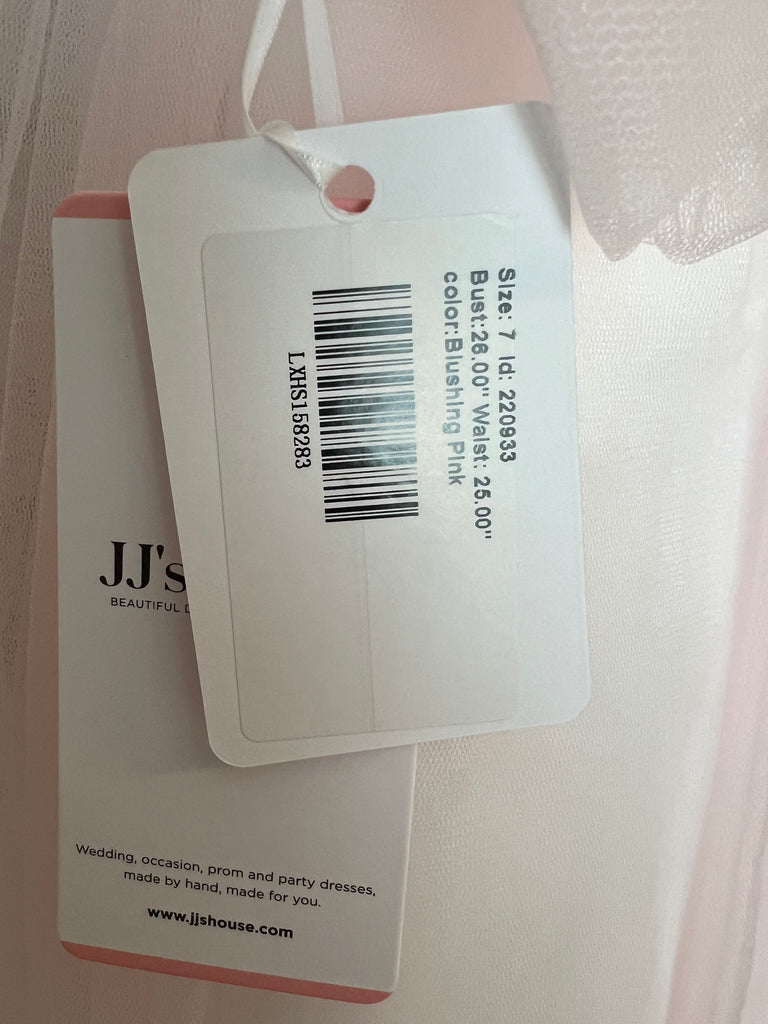 Size: 7 Id: 220933
Bust:26.00" Waist: 25.00"
color:Blushing Pink
LXHS158283
JJ's
BEAUTIFUL
Wedding, occasion, prom and party dresses,
made by hand, made for you.
www.jjshouse.com